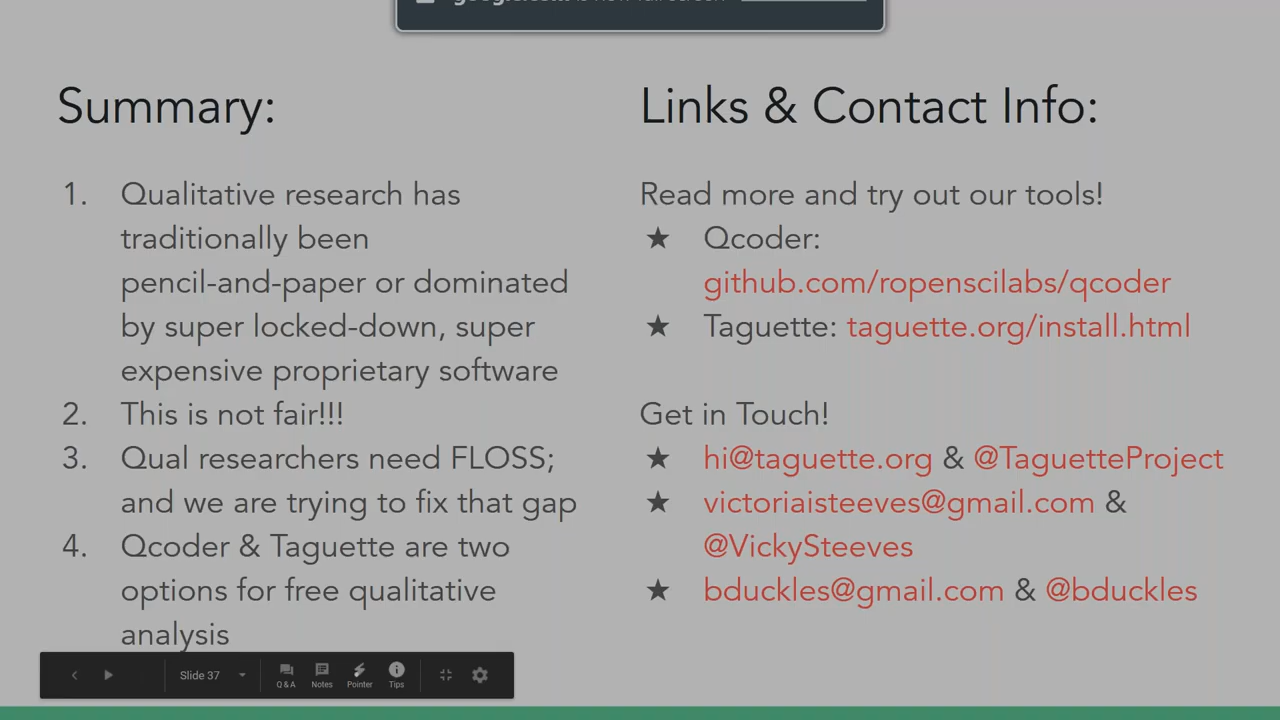 Summary:
1. Qualitative research has
traditionally been
pencil-and-paper or dominated
by super locked-down, super
expensive proprietary software
2. This is not fair!!!
3. Qual researchers need FLOSS;
and we are trying to fix that gap
4. Qcoder & Taguette are two
options for free qualitative
analysis
Links & Contact Info:
Read more and try out our tools!
★ Qcoder:
github.com/ropenscilabs/qcoder
★ Taguette: taguette.org/install.html
Get in Touch!
★ hi@taguette.org & @TaguetteProject
★ victoriaisteeves@gmail.com &
@VickySteeves
★ bduckles@gmail.com & @bduckles
Slide 37
Q & A
Notes
Pointer
Tips